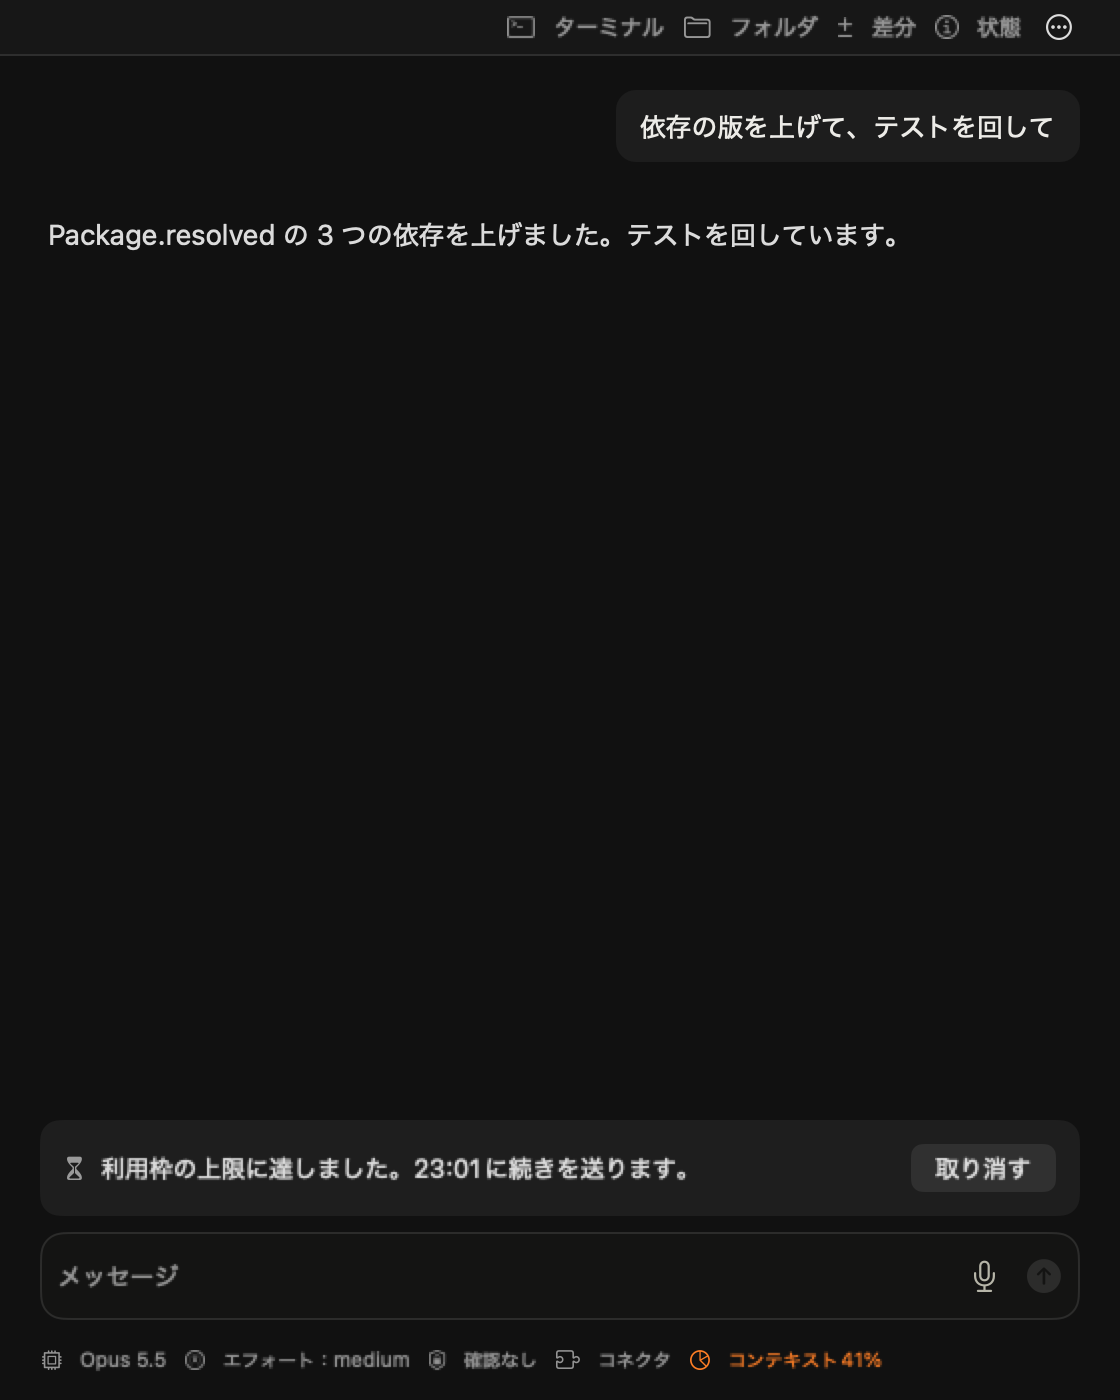 ターミナル フォルダ 差分 状態
依存の版を上げて、テストを回して
Package.resolved の 3 つの依存を上げました。テストを回しています。
利用枠の上限に達しました。23:01 に続きを送ります。 取り消す
メッセージ
Opus 5.5 エフォート：medium 確認なし コネクタ コンテキスト 41%